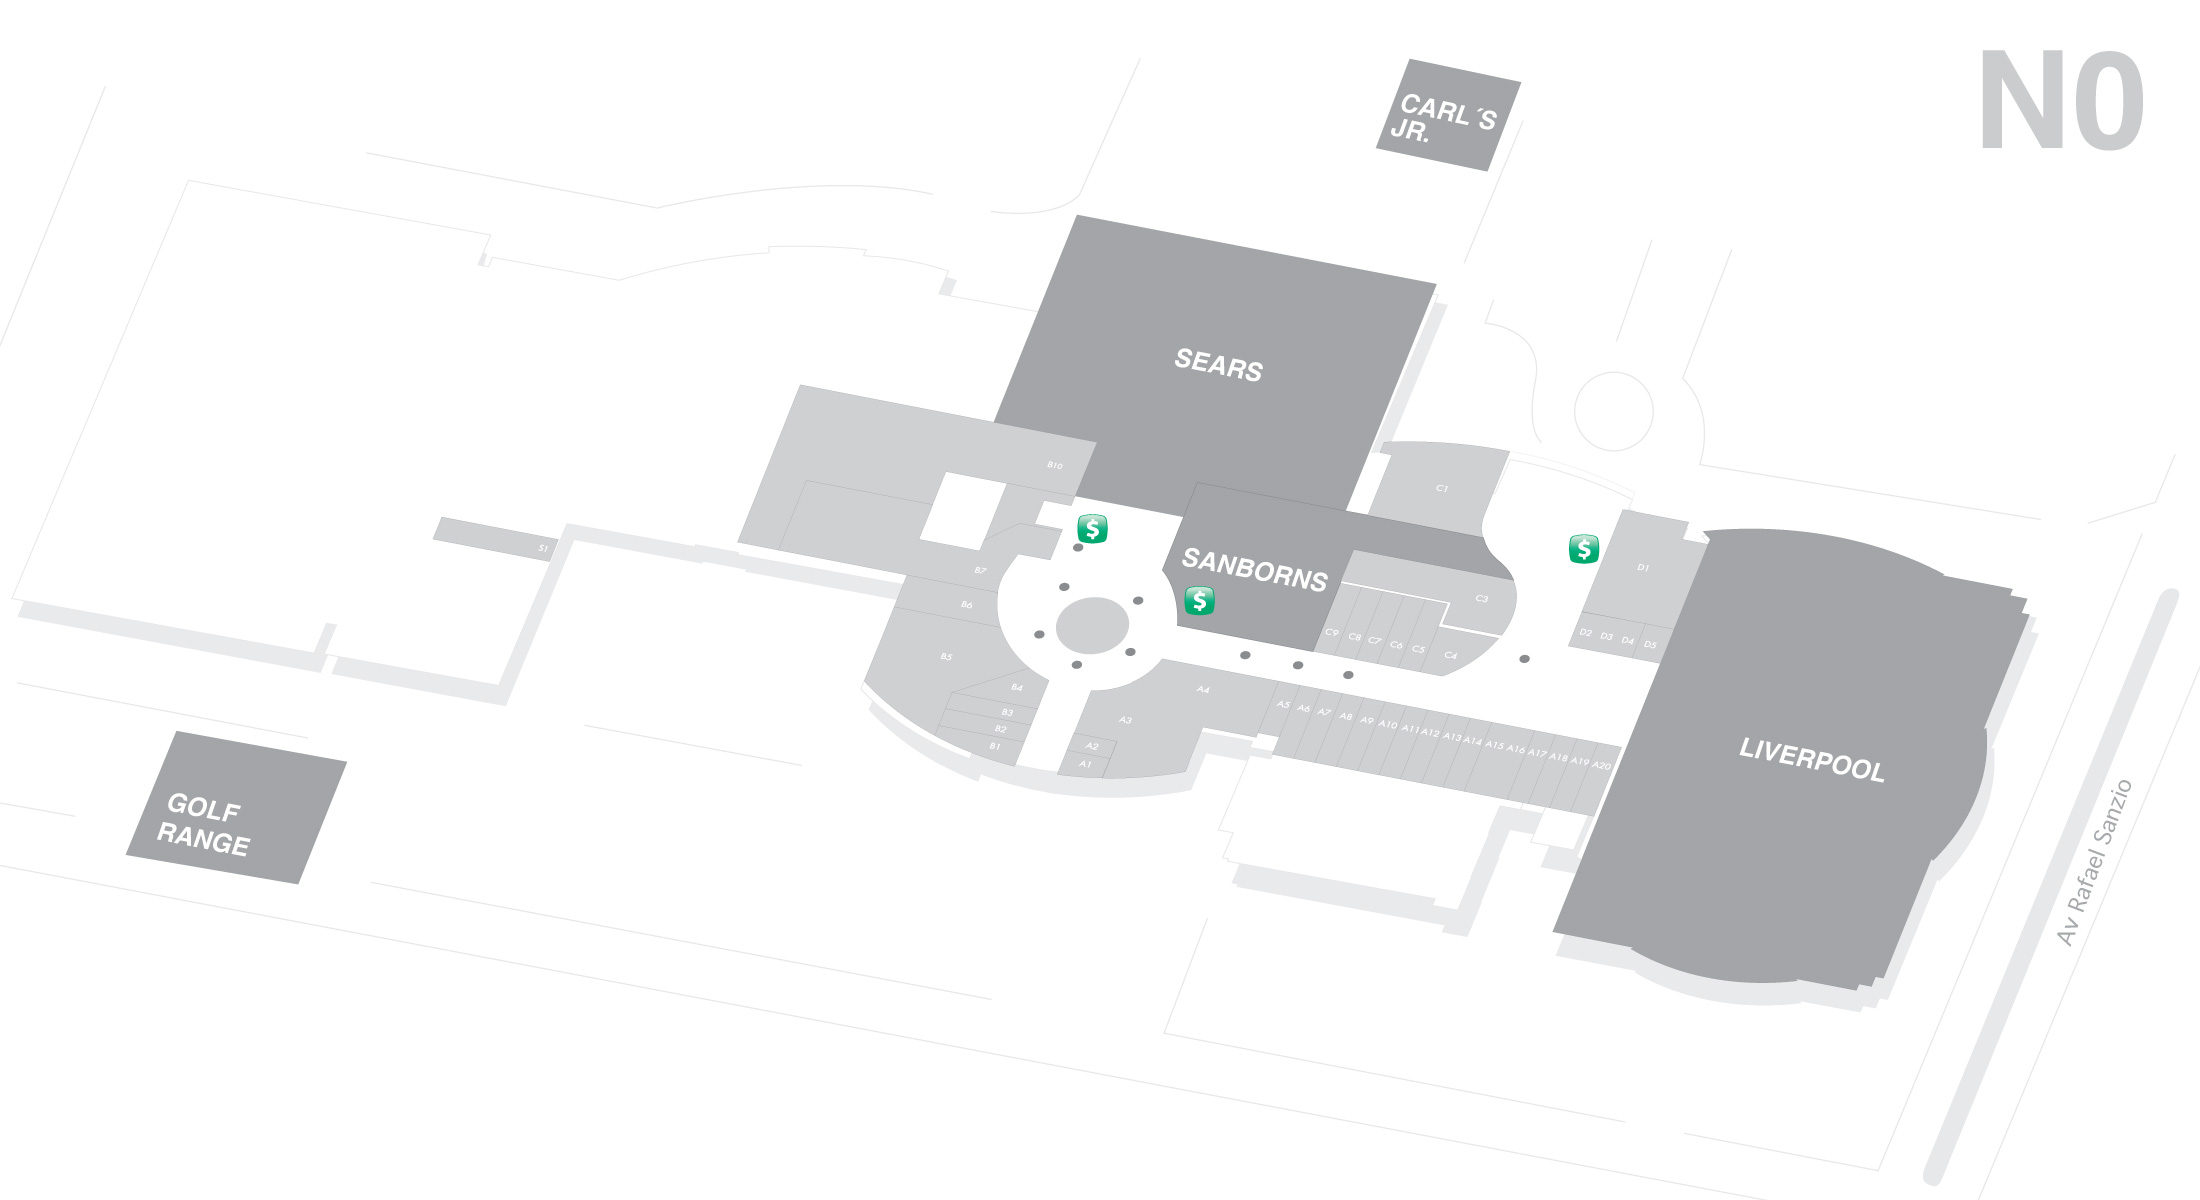 N0
CARL ´S
JR.
SEARS
B10
C1
$
$
S1
SANBORNS
D1
B7
$
C3
B6
C9
C8
C7
C6
C5
C4
D2
D3
D4
D5
B5
B4
A4
B3
A3
A5
A6
A7
A8
A9
A10
A11
A12
A13
A14
A15
A16
A17
A18
A19
A20
B2
B1
A2
A1
LIVERPOOL
GOLF
RANGE
Av Rafael Sanzio